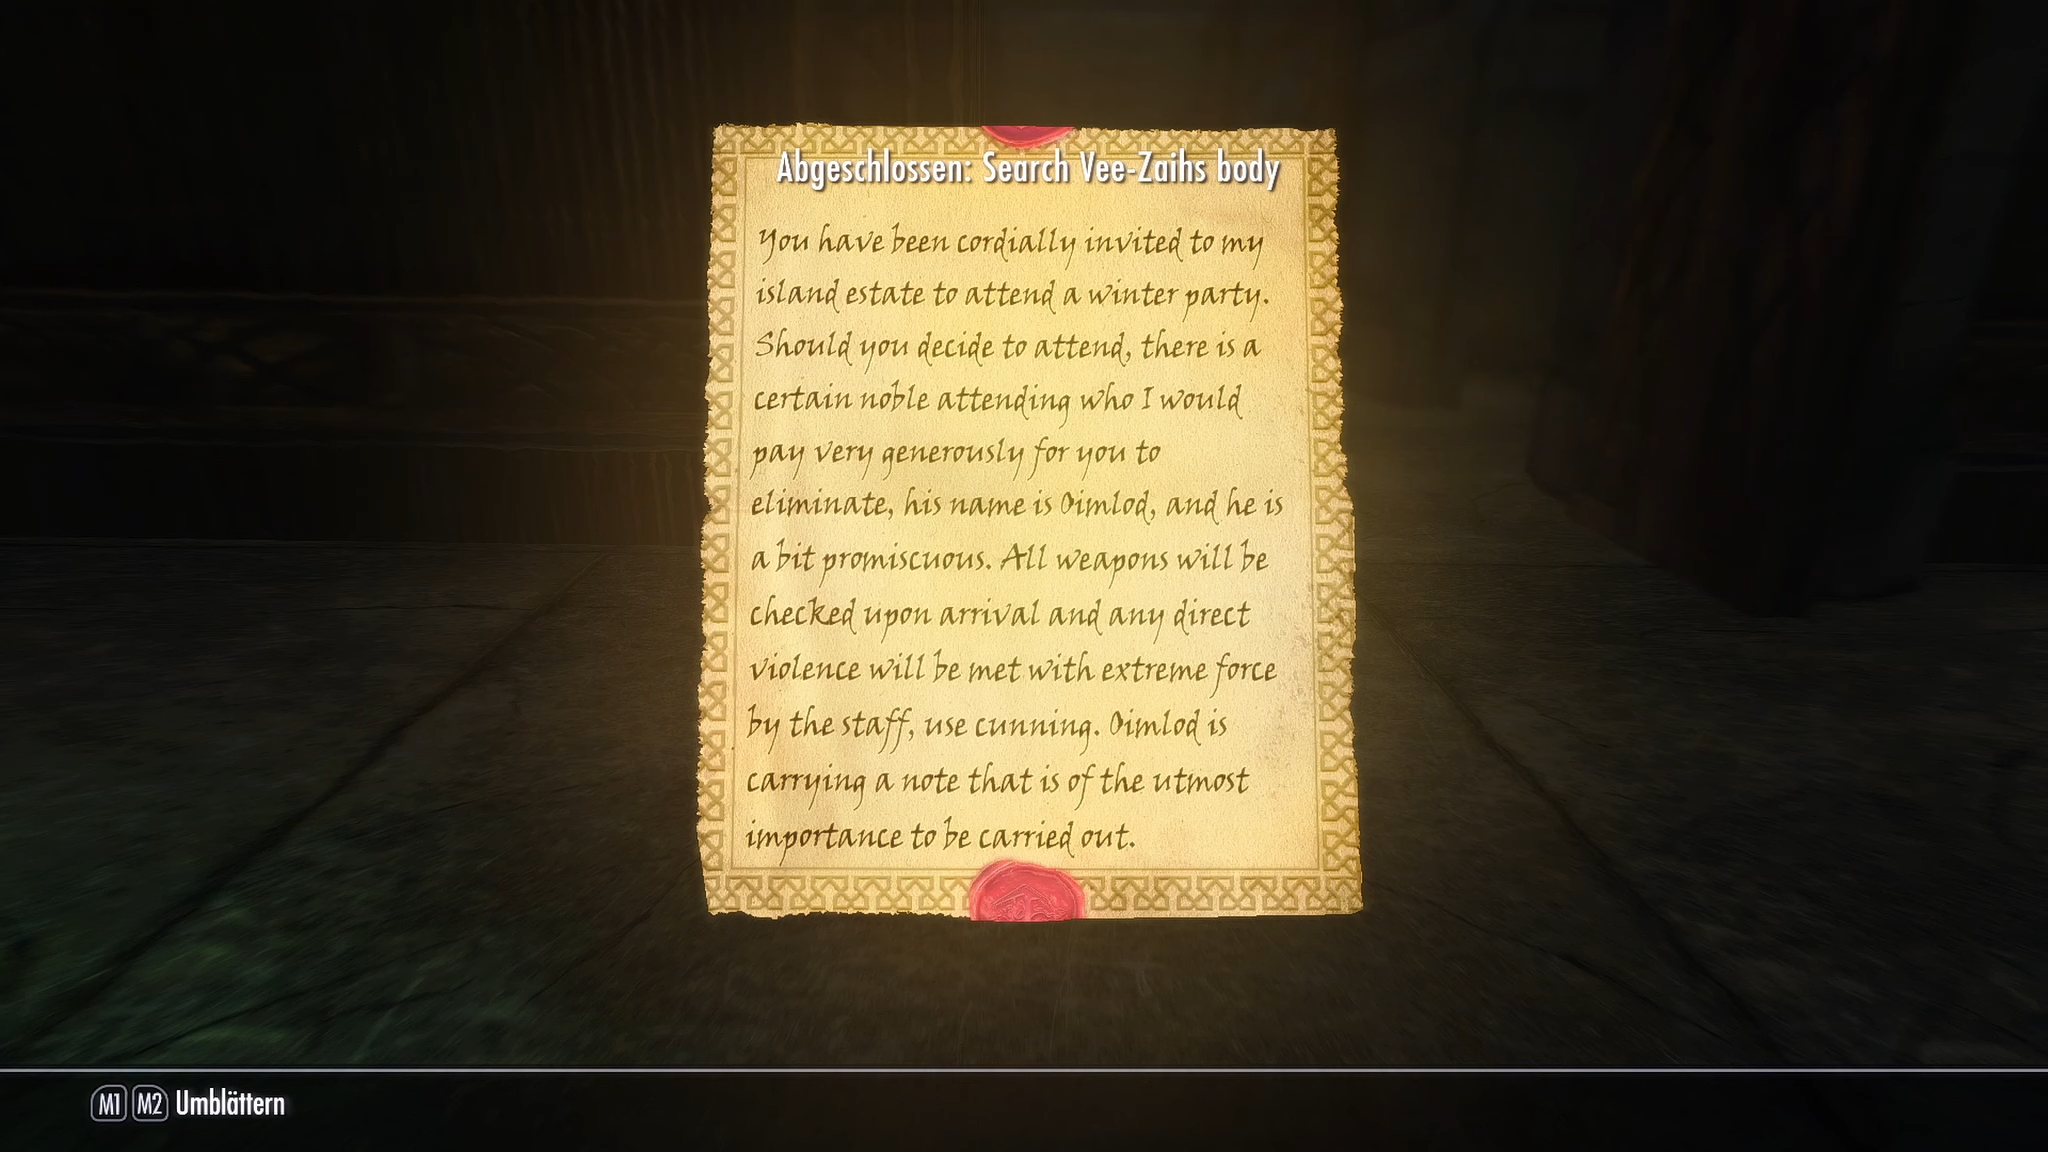 Abgeschlossen: Search Vee-Zaihs body
You have been cordially invited to my
island estate to attend a winter party.
Should you decide to attend, there is a
certain noble attending who I would
pay very generously for you to
eliminate, his name is Oimlod, and he is
a bit promiscuous. All weapons will be
checked upon arrival and any direct
violence will be met with extreme force
by the staff, use cunning. Oimlod is
carrying a note that is of the utmost
importance to be carried out.
M1 M2 Umblättern